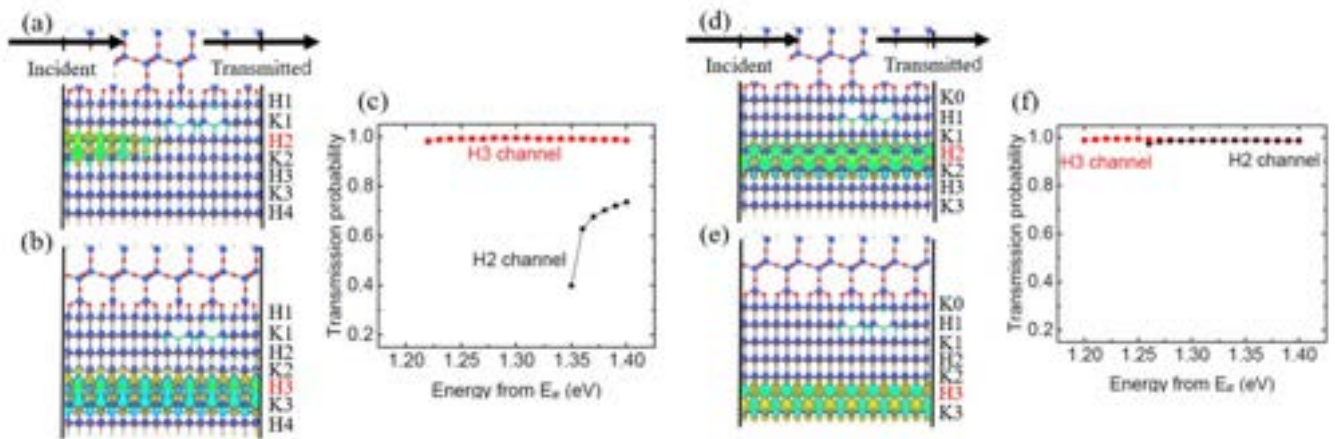 (a)
Incident
Transmitted
H1
K1
H2
K2
H3
K3
H4
(b)
H1
K1
H2
K2
H3
K3
H4
(c)
Transmission probability
1.0
0.8
0.6
0.4
0.2
H3 channel
H2 channel
1.20 1.25 1.30 1.35 1.40
Energy from E (eV)
(d)
Incident
Transmitted
K0
H1
K1
H2
K2
H3
K3
(e)
K0
H1
K1
H2
K2
H3
K3
(f)
Transmission probability
1.0
0.8
0.6
0.4
0.2
H3 channel H2 channel
1.20 1.25 1.30 1.35 1.40
Energy from E (eV)